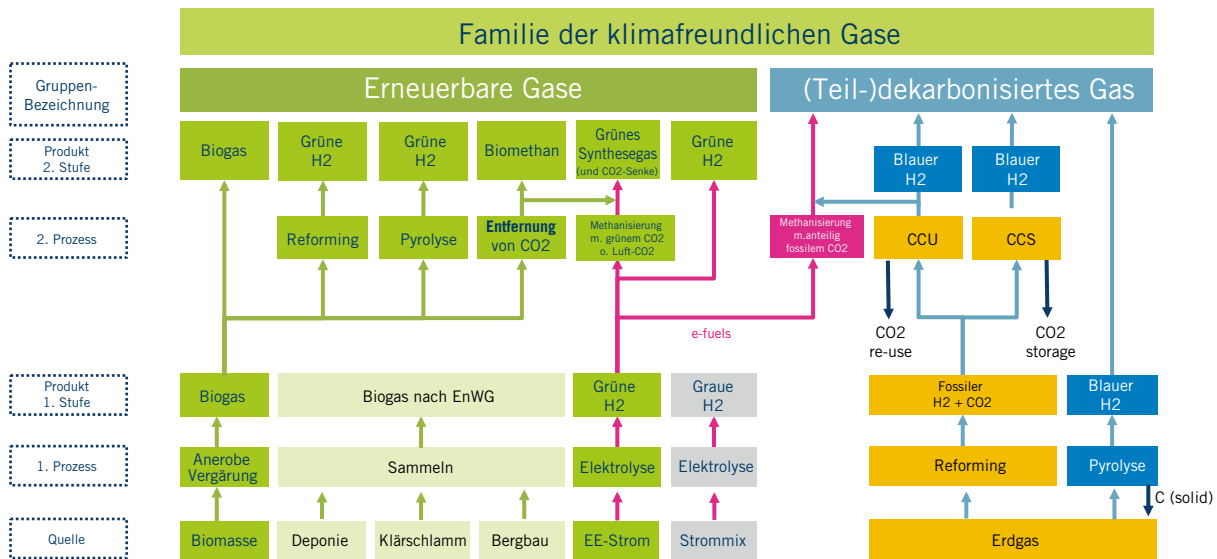 Familie der klimafreundlichen Gase
Gruppen-
Bezeichnung
Erneuerbare Gase
(Teil-)dekarbonisiertes Gas
Produkt
2. Stufe
Biogas
Grüne
H2
Grüne
H2
Biomethan
Grünes
Synthesegas
(und CO2-Senke)
Grüne
H2
Blauer
H2
Blauer
H2
2. Prozess
Reforming
Pyrolyse
Entfernung
von CO2
Methanisierung
m. grünem CO2
o. Luft-CO2
Methanisierung
m.anteilig
fossilem CO2
CCU
CCS
e-fuels
CO2
re-use
CO2
storage
Produkt
1. Stufe
Biogas
Biogas nach EnWG
Grüne
H2
Graue
H2
Fossiler
H2 + CO2
Blauer
H2
1. Prozess
Anerobe
Vergärung
Sammeln
Elektrolyse
Elektrolyse
Reforming
Pyrolyse
C (solid)
Quelle
Biomasse
Deponie
Klärschlamm
Bergbau
EE-Strom
Strommix
Erdgas